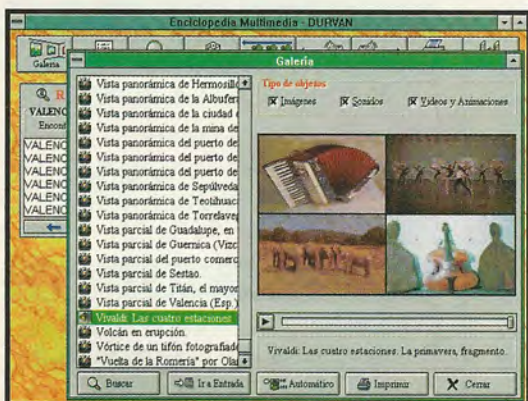 Enciclopedia Multimedia - DURVAN
Galería
Galería
VALENC
Encont
VALENC
VALENC
VALENC
VALENC
VALENC
VALENC
Vista panorámica de Hermosillo
Vista panorámica de la Albufera
Vista panorámica de la ciudad
Vista panorámica de la mina de
Vista panorámica del puerto de
Vista panorámica del puerto de
Vista panorámica del puerto de
Vista panorámica de Sepúlveda
Vista panorámica de Teotihuac
Vista panorámica de Torrelaveg
Vista parcial de Guadalupe, en
Vista parcial de Guernica (Vizc
Vista parcial del puerto comerc
Vista parcial de Sestao.
Vista parcial de Titán, el mayor
Vista parcial de Valencia (Esp.)
Vivaldi: Las cuatro estaciones
Volcán en erupción.
Vórtice de un tifón fotografiado
"Vuelta de la Romería" por Ola
Tipo de objetos
Imágenes
Sonidos
Videos y Animaciones
Vivaldi: Las cuatro estaciones. La primavera, fragmento.
Buscar
Ir a Entrada
Automático
Imprimir
Cerrar